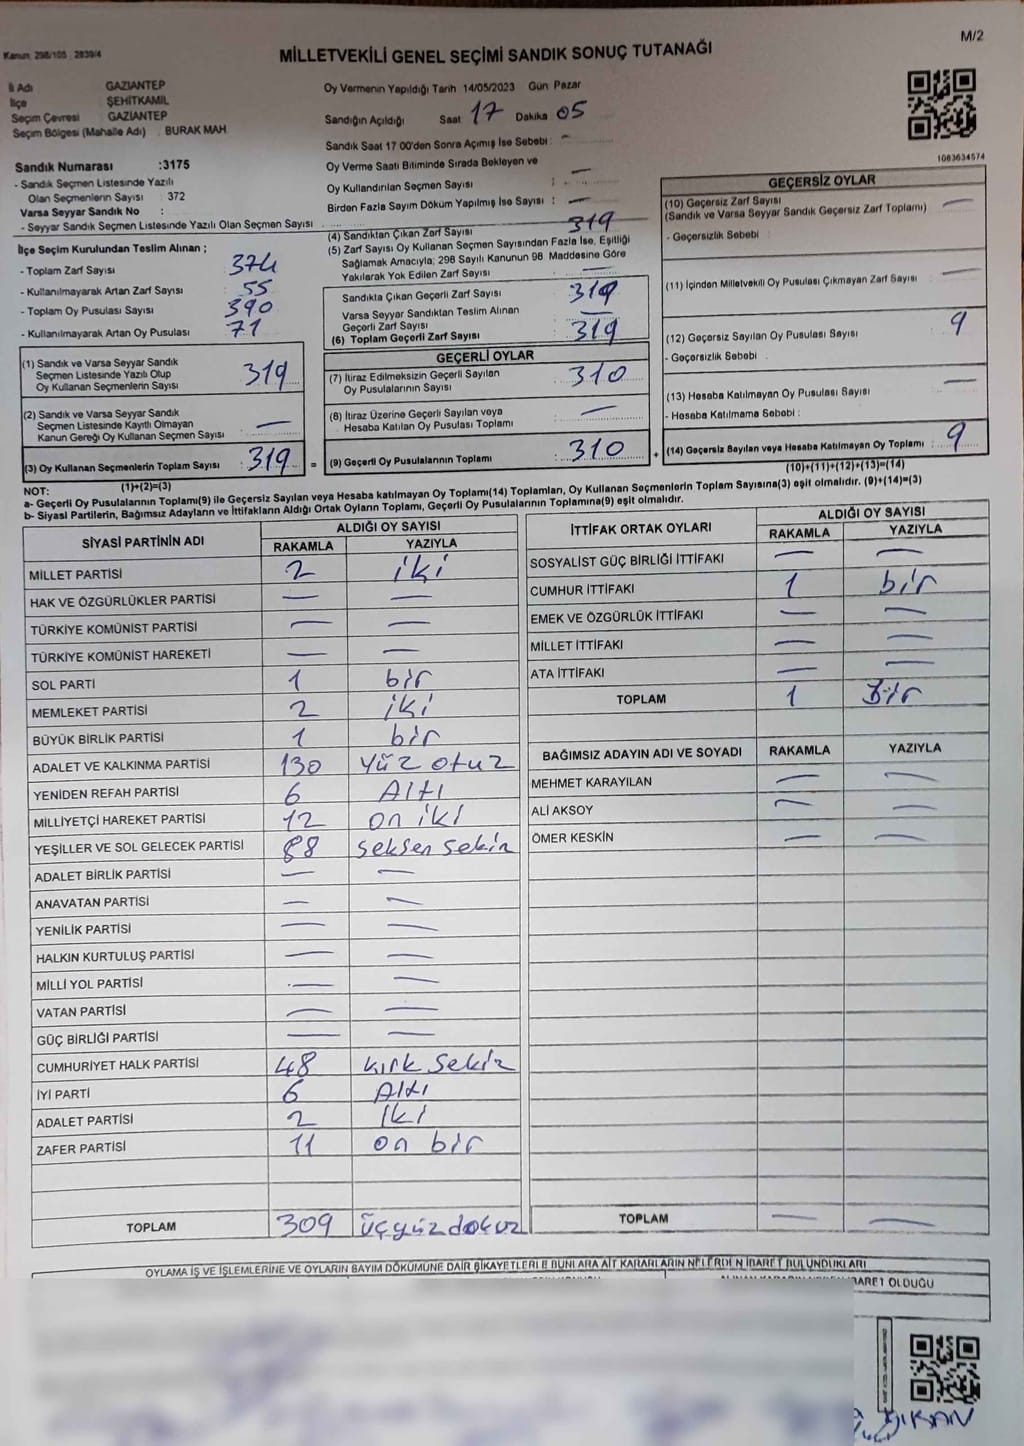 Kanun: 298/105 2839/4
M/2
MİLLETVEKİLİ GENEL SEÇİMİ SANDIK SONUÇ TUTANAĞI
İl Adı GAZİANTEP
İlçe ŞEHİTKAMİL
Seçim Çevresi : GAZİANTEP
Seçim Bölgesi (Mahalle Adı) : BURAK MAH
Sandık Numarası :3175
- Sandık Seçmen Listesinde Yazılı
Olan Seçmenlerin Sayısı : 372
Varsa Seyyar Sandık No :
- Seyyar Sandık Seçmen Listesinde Yazılı Olan Seçmen Sayısı :
Oy Vermenin Yapıldığı Tarih 14/05/2023 Gün Pazar
Sandığın Açıldığı Saat 17 Dakika 05
Sandık Saat 17 00'den Sonra Açımış İse Sebebi : -
Oy Verme Saati Bitiminde Sırada Bekleyen ve
Oy Kullandırılan Seçmen Sayısı : -
Birden Fazla Sayım Döküm Yapılmış İse Sayısı : -
(4) Sandıktan Çıkan Zarf Sayısı 319
(5) Zarf Sayısı Oy Kullanan Seçmen Sayısından Fazla İse, Eşitliği
Sağlamak Amacıyla, 298 Sayılı Kanunun 98. Maddesine Göre
Yakılarak Yok Edilen Zarf Sayısı : -
1083634574
İlçe Seçim Kurulundan Teslim Alınan ;
- Toplam Zarf Sayısı 374
- Kullanılmayarak Artan Zarf Sayısı : 55
- Toplam Oy Pusulası Sayısı : 390
- Kullanılmayarak Artan Oy Pusulası : 71
(1) Sandık ve Varsa Seyyar Sandık
Seçmen Listesinde Yazılı Olup
Oy Kullanan Seçmenlerin Sayısı : 319
(2) Sandık ve Varsa Seyyar Sandık
Seçmen Listesinde Kayıtlı Olmayan
Kanun Gereği Oy Kullanan Seçmen Sayısı : -
(3) Oy Kullanan Seçmenlerin Toplam Sayısı : 319
(1)+(2)=(3)
Sandıkta Çıkan Geçerli Zarf Sayısı : 319
Varsa Seyyar Sandıktan Teslim Alınan
Geçerli Zarf Sayısı : -
(6) Toplam Geçerli Zarf Sayısı : 319
GEÇERLİ OYLAR
(7) İtiraz Edilmeksizin Geçerli Sayılan
Oy Pusulalarının Sayısı : 310
(8) İtiraz Üzerine Geçerli Sayılan veya
Hesaba Katılan Oy Pusulası Toplamı : -
= (9) Geçerli Oy Pusulalarının Toplamı : 310
GEÇERSİZ OYLAR
(10) Geçersiz Zarf Sayısı
(Sandık ve Varsa Seyyar Sandık Geçersiz Zarf Toplamı) : -
- Geçersizlik Sebebi :
(11) İçinden Milletvekili Oy Pusulası Çıkmayan Zarf Sayısı : -
(12) Geçersiz Sayılan Oy Pusulası Sayısı : 9
- Geçersizlik Sebebi :
(13) Hesaba Katılmayan Oy Pusulası Sayısı : -
- Hesaba Katılmama Sebebi :
+ (14) Geçersiz Sayılan veya Hesaba Katılmayan Oy Toplamı : 9
(10)+(11)+(12)+(13)=(14)
NOT:
a- Geçerli Oy Pusulalarının Toplamı(9) ile Geçersiz Sayılan veya Hesaba katılmayan Oy Toplamı(14) Toplamları, Oy Kullanan Seçmenlerin Toplam Sayısına(3) eşit olmalıdır. (9)+(14)=(3)
b- Siyasi Partilerin, Bağımsız Adayların ve İttifakların Aldığı Ortak Oyların Toplamı, Geçerli Oy Pusulalarının Toplamına(9) eşit olmalıdır.
SİYASİ PARTİNİN ADI ALDIĞI OY SAYISI
RAKAMLA YAZIYLA
MİLLET PARTİSİ 2 iki
HAK VE ÖZGÜRLÜKLER PARTİSİ - -
TÜRKİYE KOMÜNİST PARTİSİ - -
TÜRKİYE KOMÜNİST HAREKETİ - -
SOL PARTİ 1 bir
MEMLEKET PARTİSİ 2 iki
BÜYÜK BİRLİK PARTİSİ 1 bir
ADALET VE KALKINMA PARTİSİ 130 yüz otuz
YENİDEN REFAH PARTİSİ 6 Altı
MİLLİYETÇİ HAREKET PARTİSİ 12 on iki
YEŞİLLER VE SOL GELECEK PARTİSİ 88 seksen sekiz
ADALET BİRLİK PARTİSİ - -
ANAVATAN PARTİSİ - -
YENİLİK PARTİSİ - -
HALKIN KURTULUŞ PARTİSİ - -
MİLLİ YOL PARTİSİ - -
VATAN PARTİSİ - -
GÜÇ BİRLİĞİ PARTİSİ - -
CUMHURİYET HALK PARTİSİ 48 kırk sekiz
İYİ PARTİ 6 Altı
ADALET PARTİSİ 2 iki
ZAFER PARTİSİ 11 on bir
TOPLAM 309 üçyüzdokuz
İTTİFAK ORTAK OYLARI ALDIĞI OY SAYISI
RAKAMLA YAZIYLA
SOSYALİST GÜÇ BİRLİĞİ İTTİFAKI - -
CUMHUR İTTİFAKI 1 bir
EMEK VE ÖZGÜRLÜK İTTİFAKI - -
MİLLET İTTİFAKI - -
ATA İTTİFAKI - -
TOPLAM 1 Bir
BAĞIMSIZ ADAYIN ADI VE SOYADI RAKAMLA YAZIYLA
MEHMET KARAYILAN - -
ALİ AKSOY - -
ÖMER KESKİN - -
TOPLAM - -
OYLAMA İŞ VE İŞLEMLERİNE VE OYLARIN SAYIM DÖKÜMÜNE DAİR ŞİKAYETLERLE BUNLARA AİT KARARLARIN NELERDEN İBARET BULUNDUKLARI
İBARET OLDUĞU